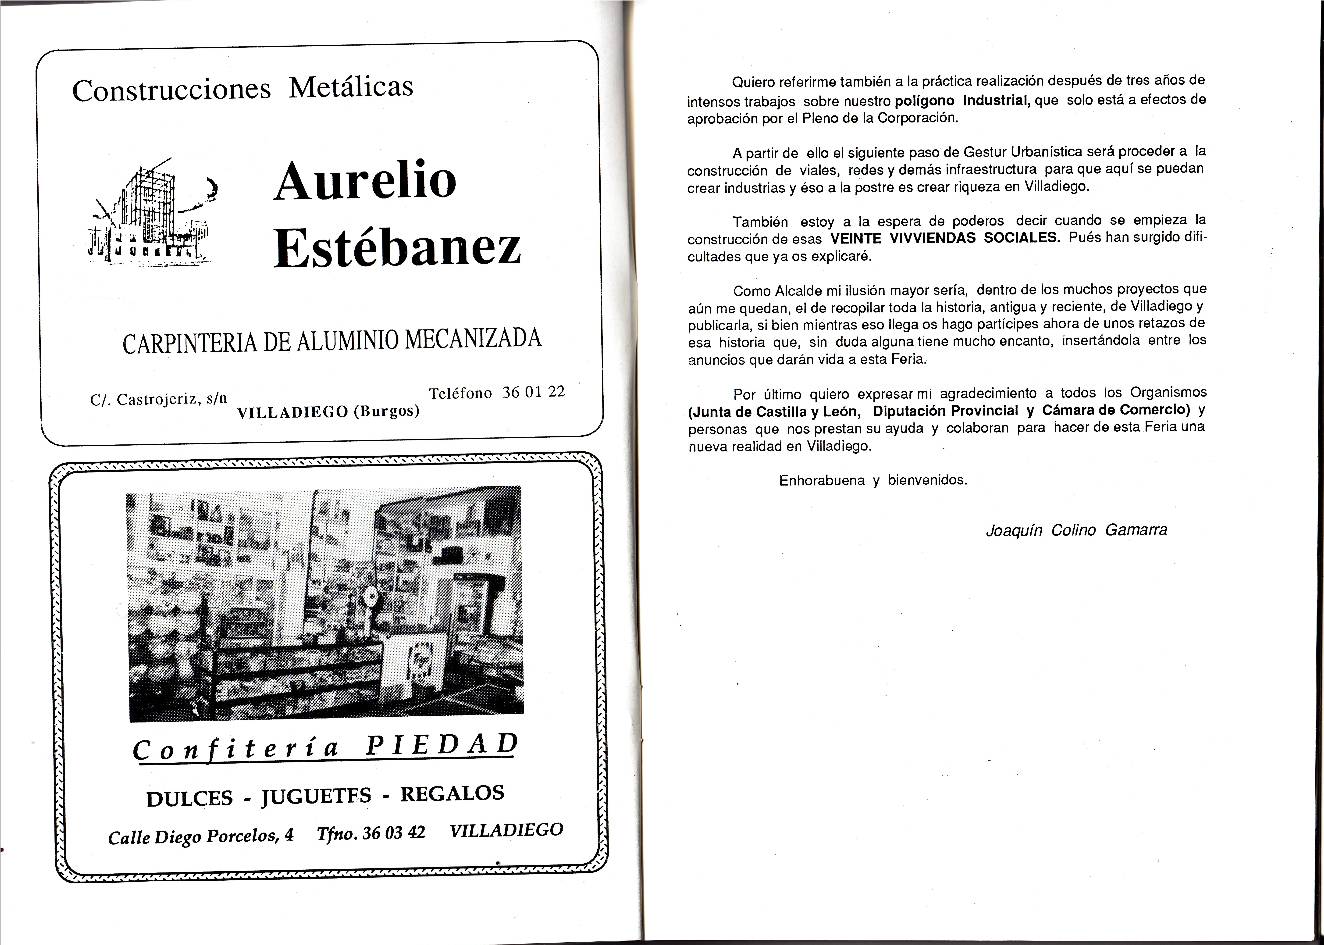 Construcciones Metálicas
Aurelio
Estébanez
CARPINTERIA DE ALUMINIO MECANIZADA
C/. Castrojeriz, s/n
Teléfono 36 01 22
VILLADIEGO (Burgos)
Confitería PIEDAD
DULCES - JUGUETES - REGALOS
Calle Diego Porcelos, 4 Tfno. 36 03 42 VILLADIEGO
Quiero referirme también a la práctica realización después de tres años de
intensos trabajos sobre nuestro polígono Industrial, que solo está a efectos de
aprobación por el Pleno de la Corporación.
A partir de ello el siguiente paso de Gestur Urbanística será proceder a la
construcción de viales, redes y demás infraestructura para que aquí se puedan
crear industrias y éso a la postre es crear riqueza en Villadiego.
También estoy a la espera de poderos decir cuando se empieza la
construcción de esas VEINTE VIVVIENDAS SOCIALES. Pués han surgido difi-
cultades que ya os explicaré.
Como Alcalde mi ilusión mayor sería, dentro de los muchos proyectos que
aún me quedan, el de recopilar toda la historia, antigua y reciente, de Villadiego y
publicarla, si bien mientras eso llega os hago partícipes ahora de unos retazos de
esa historia que, sin duda alguna tiene mucho encanto, insertándola entre los
anuncios que darán vida a esta Feria.
Por último quiero expresar mi agradecimiento a todos los Organismos
(Junta de Castilla y León, Diputación Provincial y Cámara de Comercio) y
personas que nos prestan su ayuda y colaboran para hacer de esta Feria una
nueva realidad en Villadiego.
Enhorabuena y bienvenidos.
Joaquín Colino Gamarra